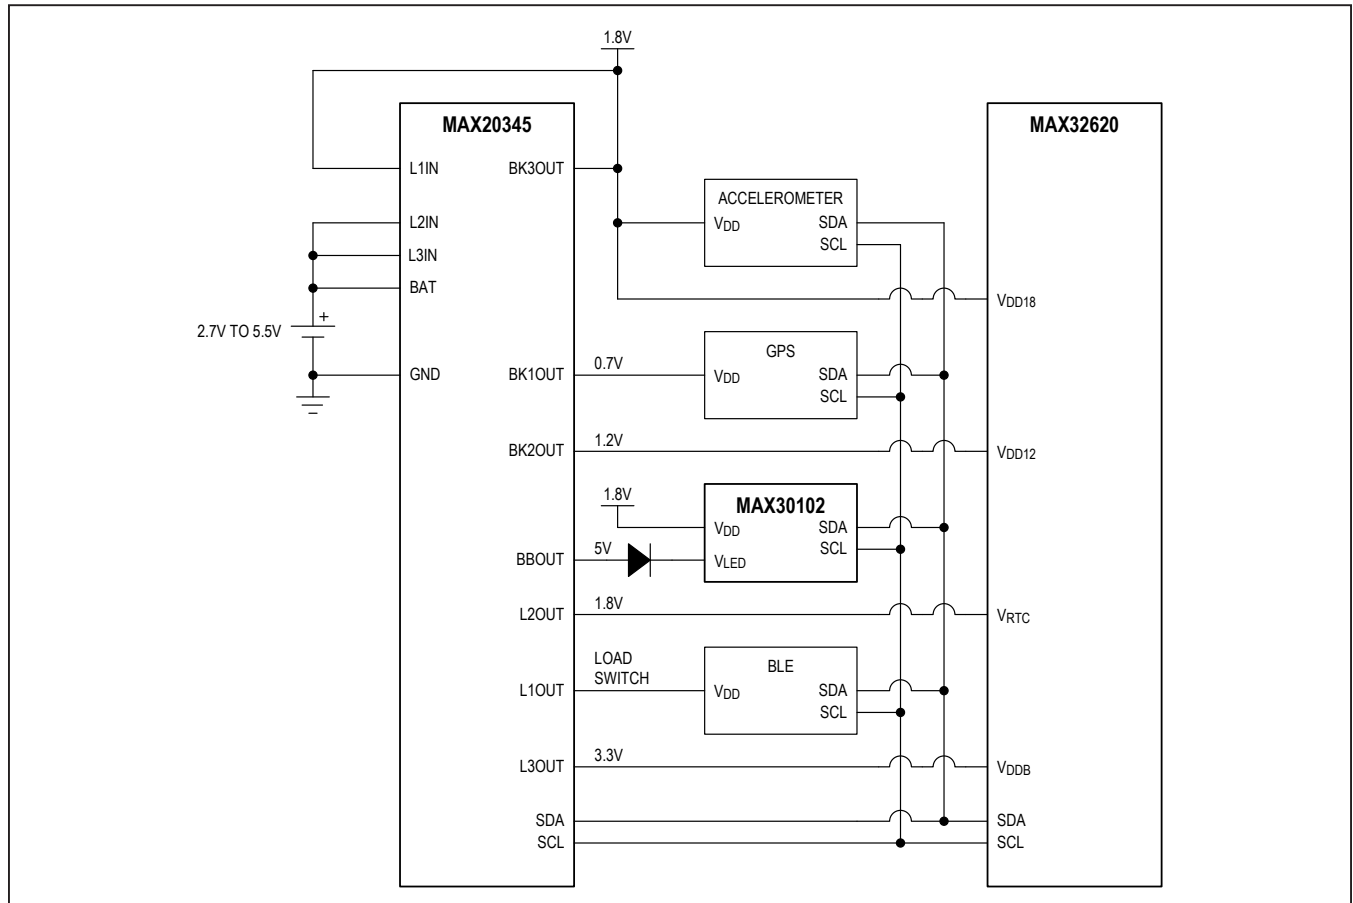 1.8V
MAX20345
MAX32620
L1IN
BK3OUT
ACCELEROMETER
VDD
SDA
SCL
L2IN
L3IN
BAT
VDD18
+
2.7V TO 5.5V
GPS
GND
BK1OUT
0.7V
VDD
SDA
SCL
BK2OUT
1.2V
VDD12
1.8V
MAX30102
VDD
SDA
SCL
BBOUT
5V
VLED
L2OUT
1.8V
VRTC
LOAD
SWITCH
BLE
L1OUT
VDD
SDA
SCL
L3OUT
3.3V
VDDB
SDA
SDA
SCL
SCL